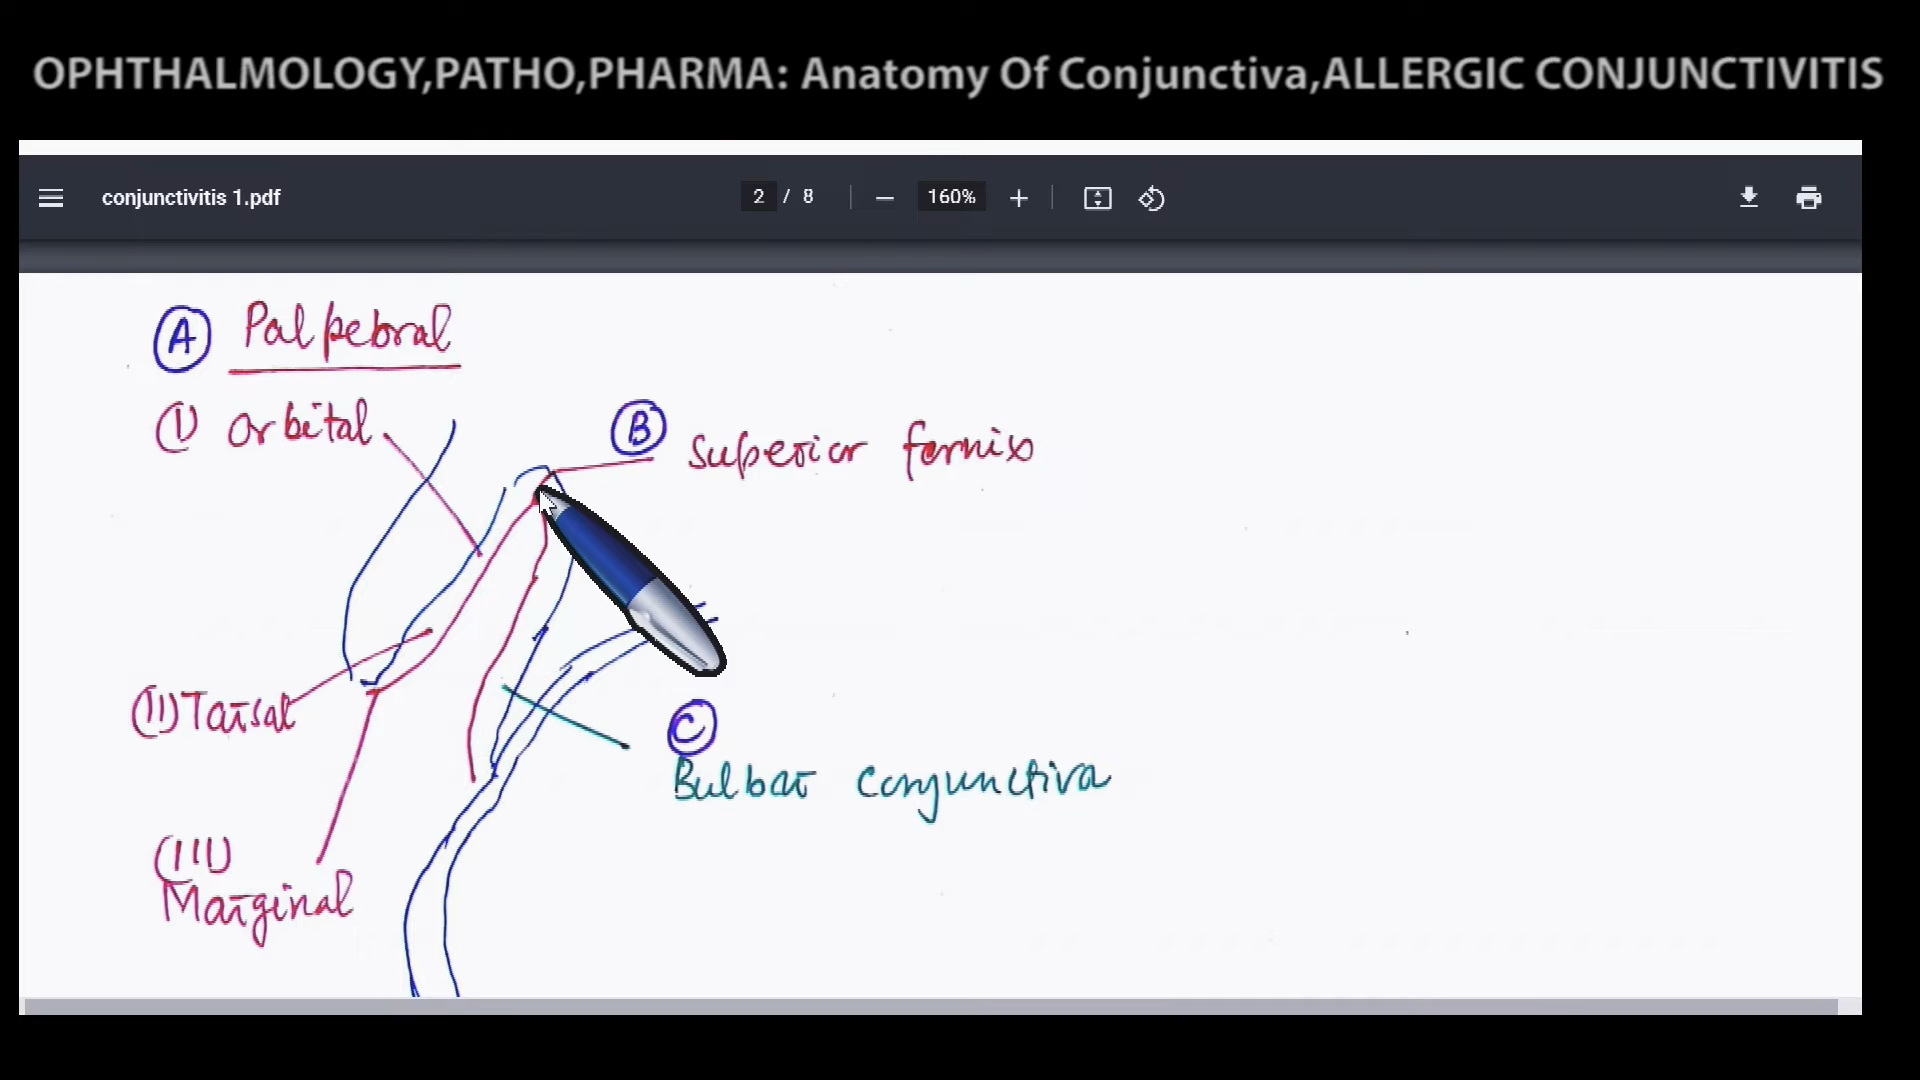 OPHTHALMOLOGY,PATHO,PHARMA: Anatomy Of Conjunctiva,ALLERGIC CONJUNCTIVITIS
conjunctivitis 1.pdf
2 / 8
160%
A Palpebral
(I) orbital
B superior fornix
(II) Tarsal
C
Bulbar conjunctiva
(III)
Marginal